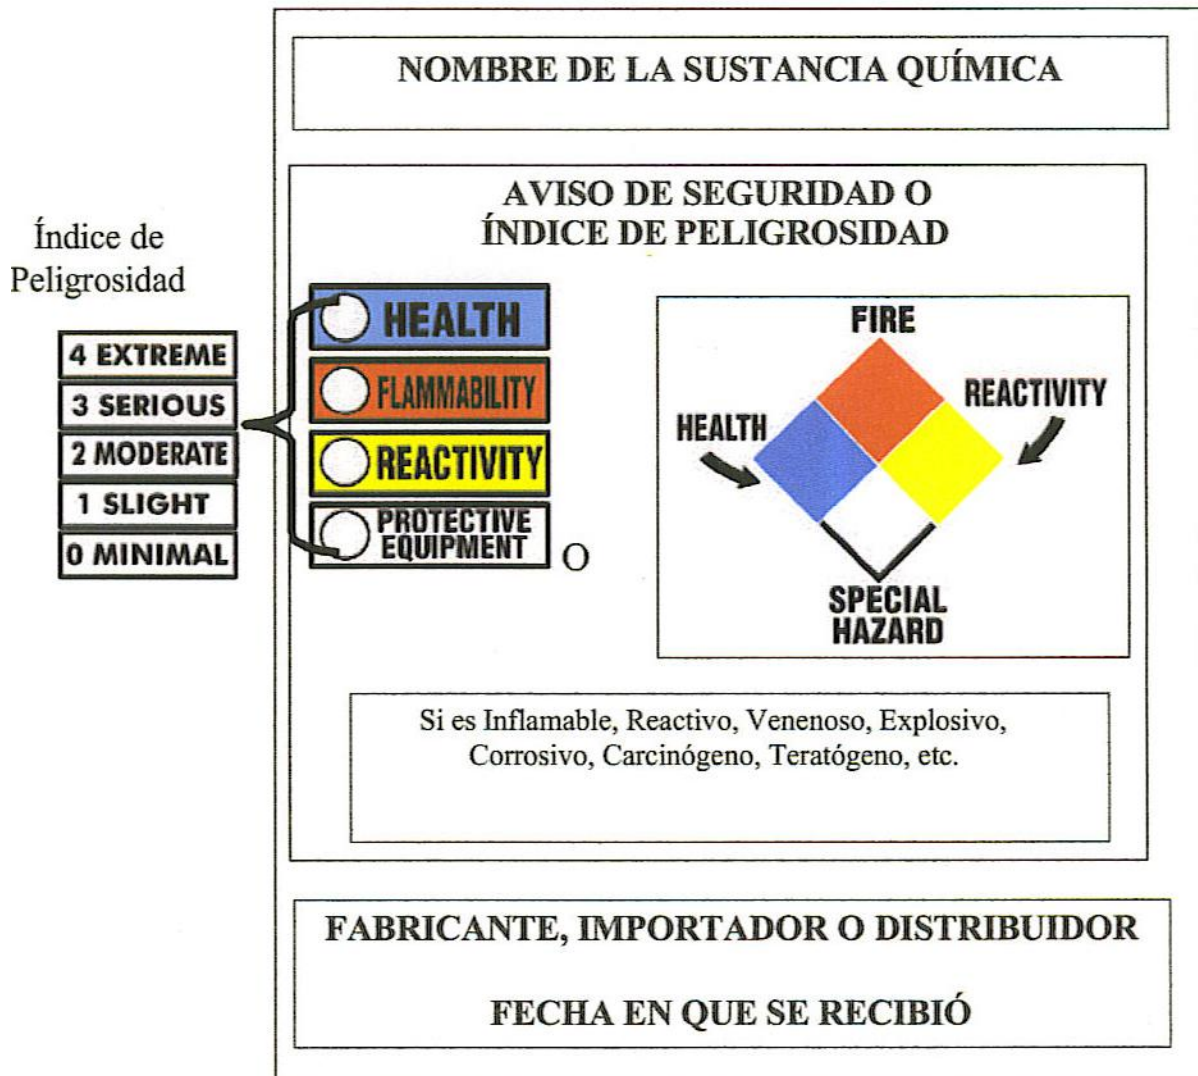 NOMBRE DE LA SUSTANCIA QUÍMICA
AVISO DE SEGURIDAD O
ÍNDICE DE PELIGROSIDAD
Índice de
Peligrosidad
4 EXTREME
3 SERIOUS
2 MODERATE
1 SLIGHT
0 MINIMAL
HEALTH
FLAMMABILITY
REACTIVITY
PROTECTIVE
EQUIPMENT
O
FIRE
REACTIVITY
HEALTH
SPECIAL
HAZARD
Si es Inflamable, Reactivo, Venenoso, Explosivo,
Corrosivo, Carcinógeno, Teratógeno, etc.
FABRICANTE, IMPORTADOR O DISTRIBUIDOR
FECHA EN QUE SE RECIBIÓ